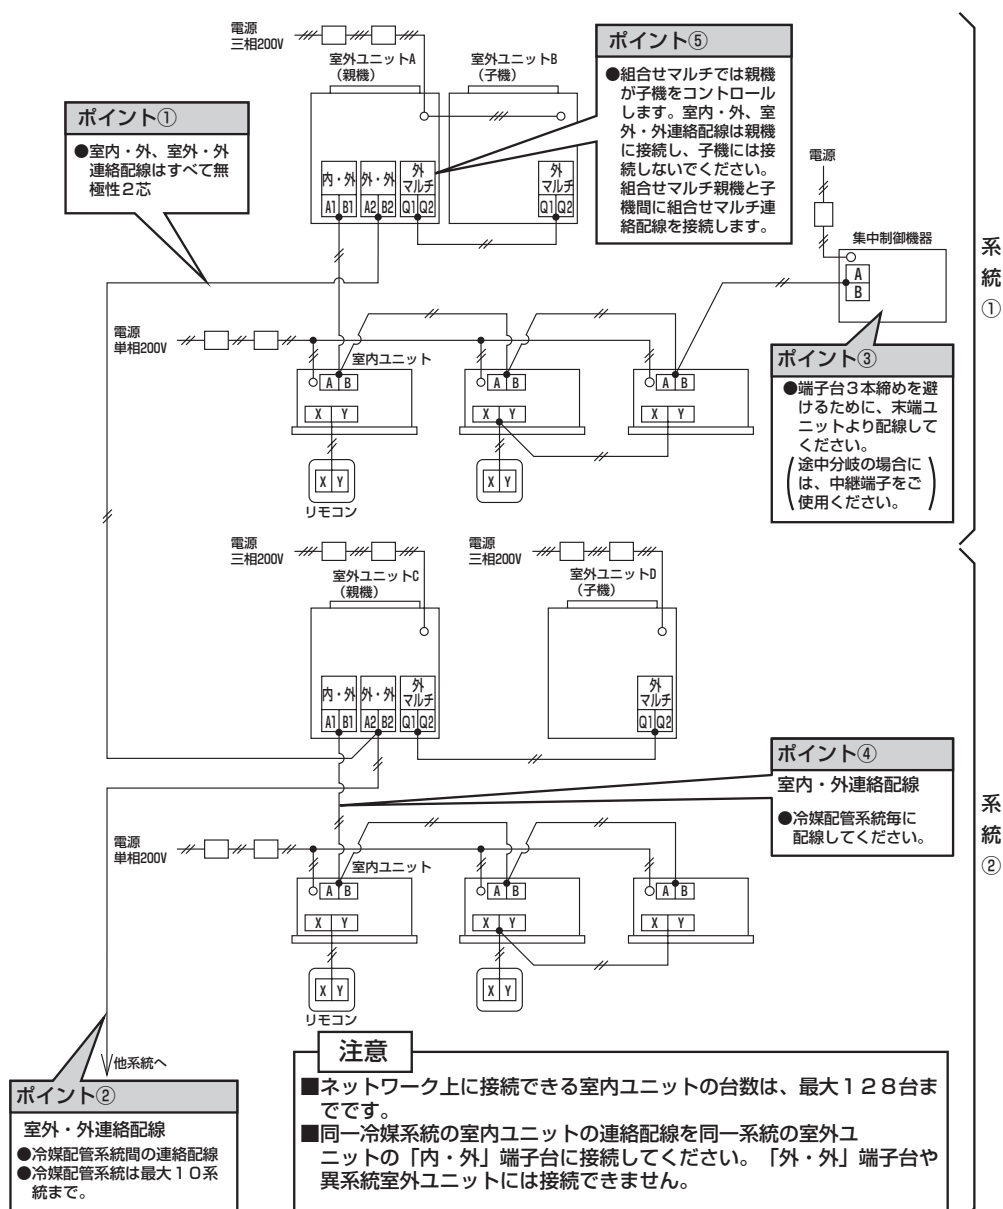 電源
三相200V
室外ユニットA
(親機)
室外ユニットB
(子機)
ポイント⑤
●組合せマルチでは親機
が子機をコントロール
します。室内・外、室
外・外連絡配線は親機
に接続し、子機には接
続しないでください。
組合せマルチ親機と子
機間に組合せマルチ連
絡配線を接続します。
ポイント①
●室内・外、室外・外
連絡配線はすべて無
極性2芯
内・外
外・外
外
マルチ
A1 B1
A2 B2
Q1 Q2
外
マルチ
Q1 Q2
電源
集中制御機器
A
B
系統①
電源
単相200V
室内ユニット
A B
A B
A B
X Y
X Y
X Y
X Y
X Y
リモコン
ポイント③
●端子台3本締めを避
けるために、末端ユ
ニットより配線して
ください。
(途中分岐の場合に
は、中継端子をご
使用ください。)
電源
三相200V
室外ユニットC
(親機)
電源
三相200V
室外ユニットD
(子機)
内・外
外・外
外
マルチ
A1 B1
A2 B2
Q1 Q2
外
マルチ
Q1 Q2
ポイント④
室内・外連絡配線
●冷媒配管系統毎に
配線してください。
系統②
電源
単相200V
室内ユニット
A B
A B
A B
X Y
X Y
X Y
X Y
X Y
リモコン
他系統へ
ポイント②
室外・外連絡配線
●冷媒配管系統間の連絡配線
●冷媒配管系統は最大10系
統まで。
注意
■ネットワーク上に接続できる室内ユニットの台数は、最大128台ま
でです。
■同一冷媒系統の室内ユニットの連絡配線を同一系統の室外ユ
ニットの「内・外」端子台に接続してください。「外・外」端子台や
異系統室外ユニットには接続できません。